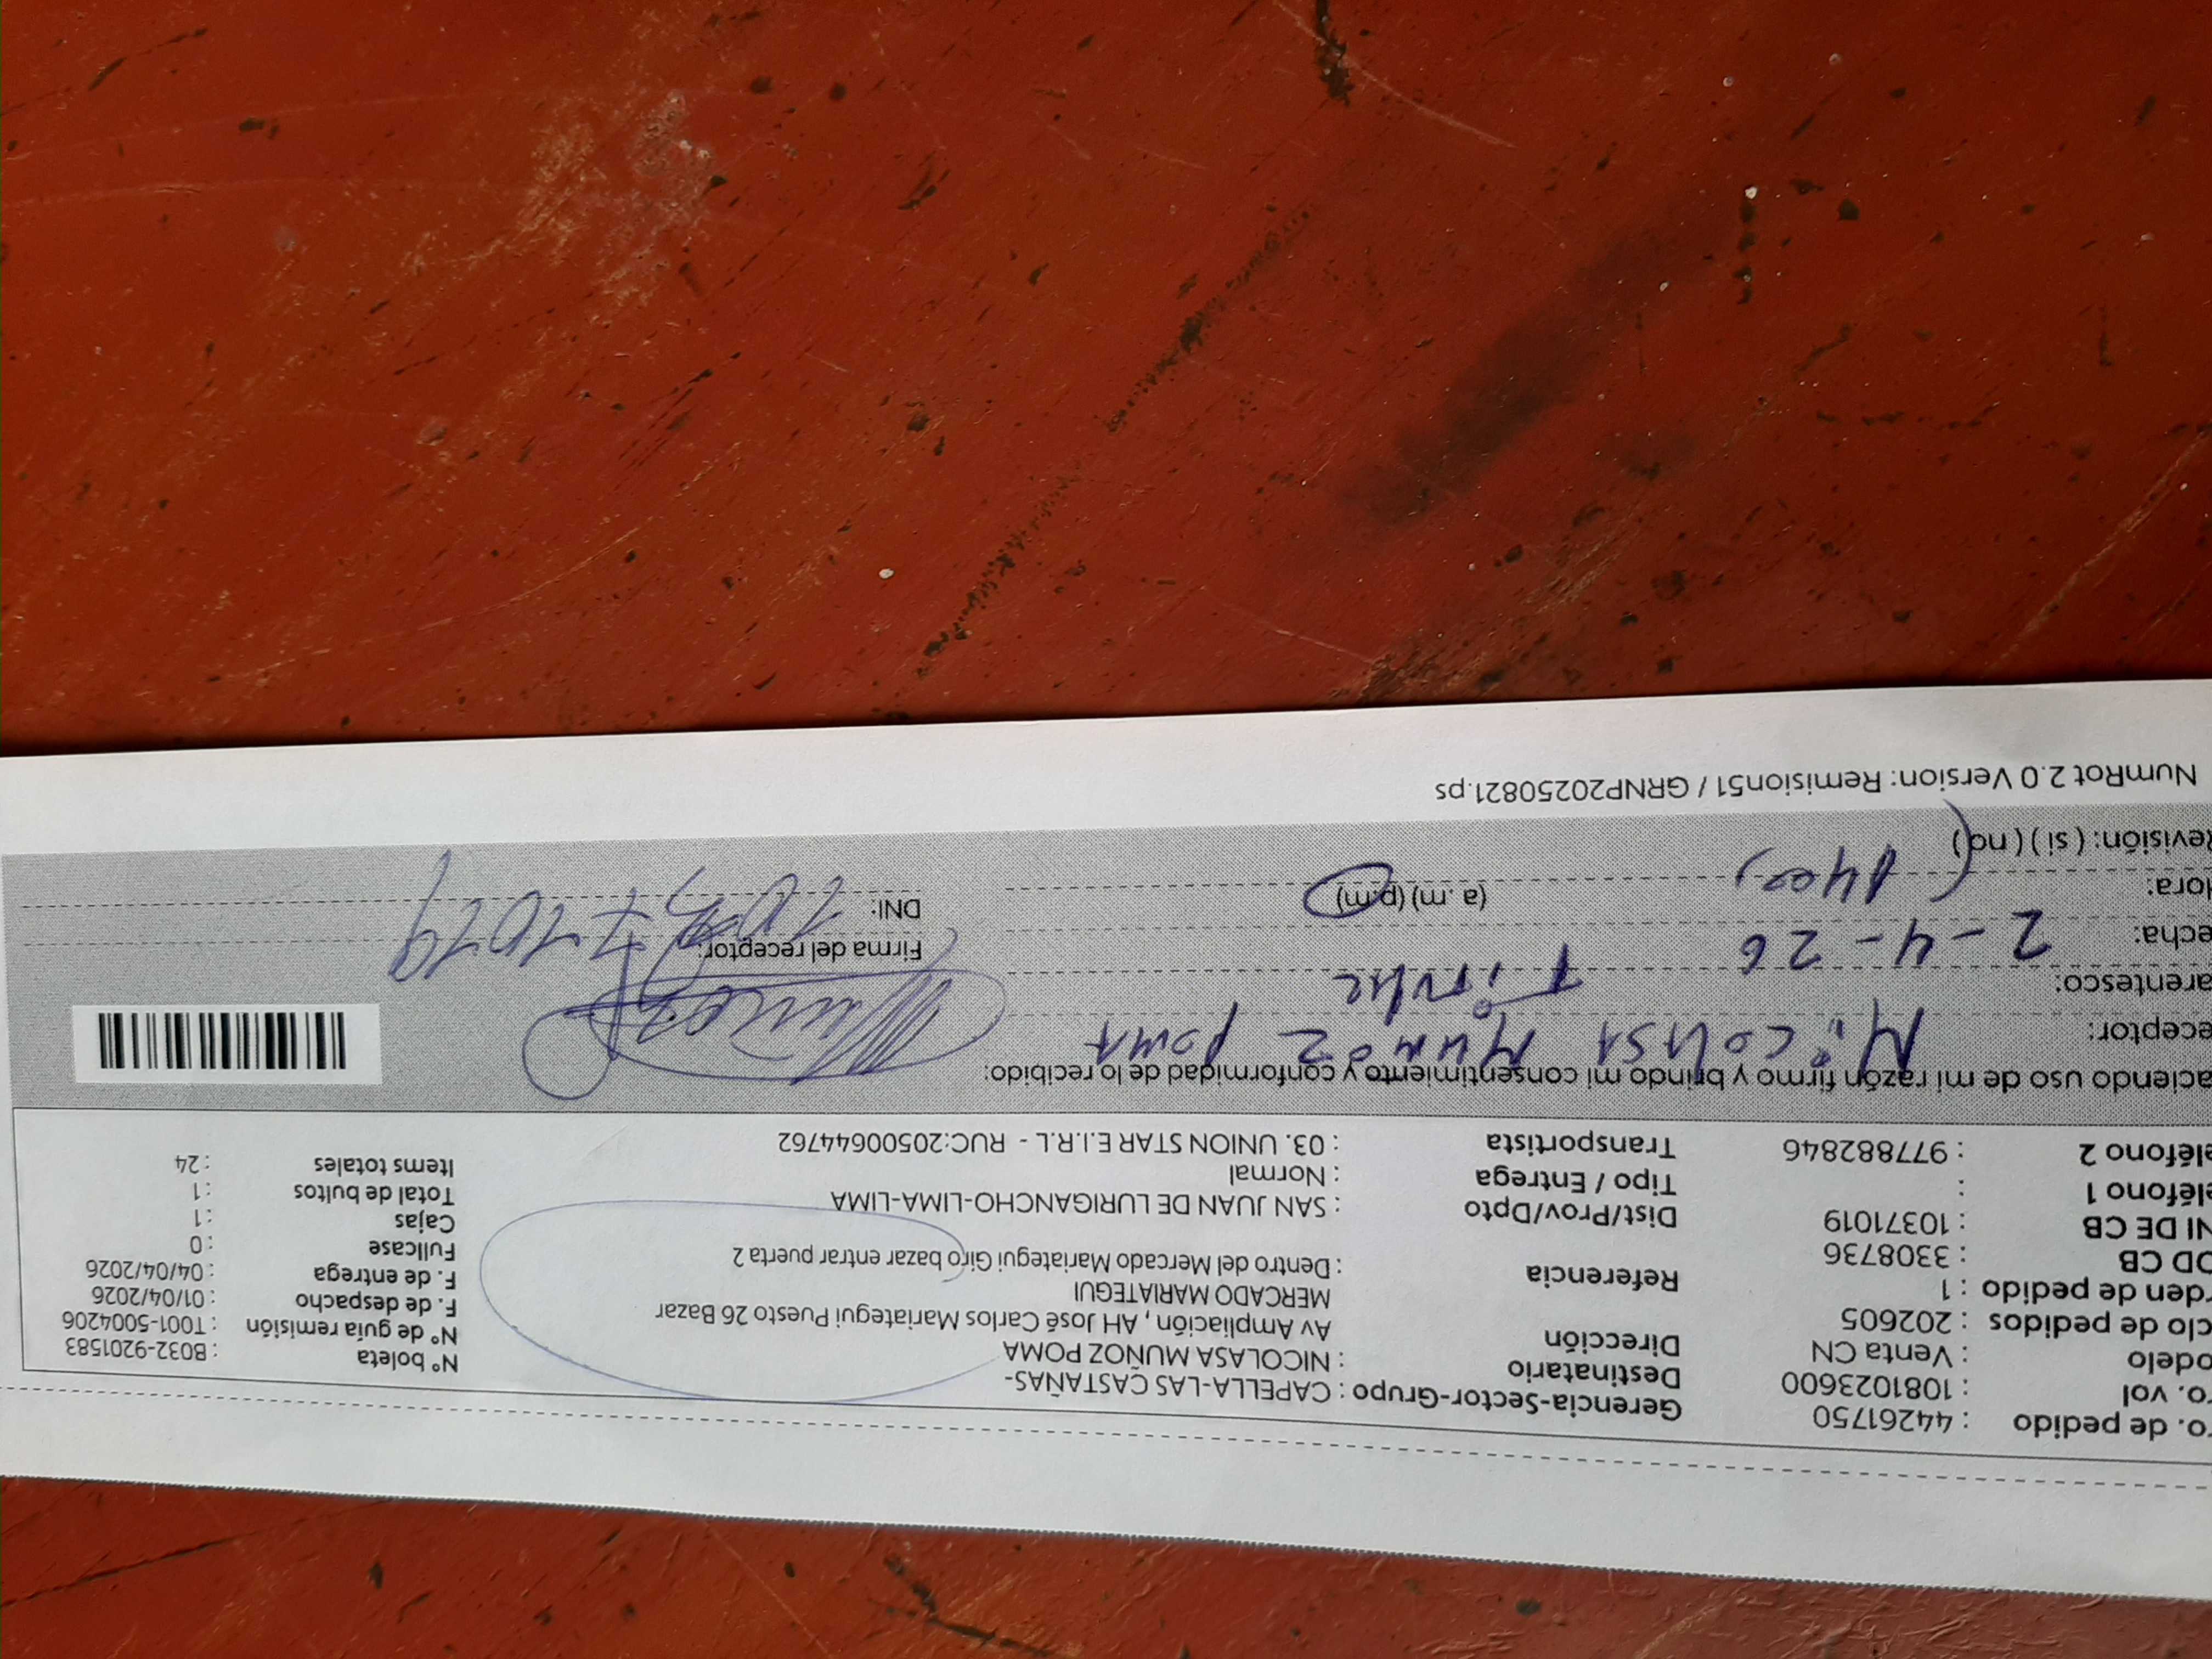 ro. de pedido : 44261750
ro. vol : 1081023600
odelo : Venta CN
clo de pedidos : 202605
rden de pedido : 1
OD CB : 3308736
NI DE CB : 10371019
eléfono 1 :
eléfono 2 : 977882846
Gerencia-Sector-Grupo : CAPELLA-LAS CASTAÑAS-
Destinatario : NICOLASA MUÑOZ POMA
Dirección Av Ampliación , AH José Carlos Mariategui Puesto 26 Bazar
MERCADO MARIATEGUI
Referencia : Dentro del Mercado Mariategui Giro bazar entrar puerta 2
Dist/Prov/Dpto : SAN JUAN DE LURIGANCHO-LIMA-LIMA
Tipo / Entrega : Normal
Transportista : 03. UNION STAR E.I.R.L - RUC:20500644762
N° boleta : B032-9201583
N° de guía remisión : T001-5004206
F. de despacho : 01/04/2026
F. de entrega : 04/04/2026
Fullcase : 0
Cajas : 1
Total de bultos : 1
Items totales : 24
aciendo uso de mi razón firmo y brindo mi consentimiento y conformidad de lo recibido:
eceptor: Nicolasa Muñoz Poma
arentesco: Titular
echa: 2-4-26
lora: 1400 (a .m) (p.m)
Revisión: ( si ) ( no )
Firma del receptor: Muñoz
DNI:
NumRot 2.0 Version: Remision51 / GRNP20250821.ps